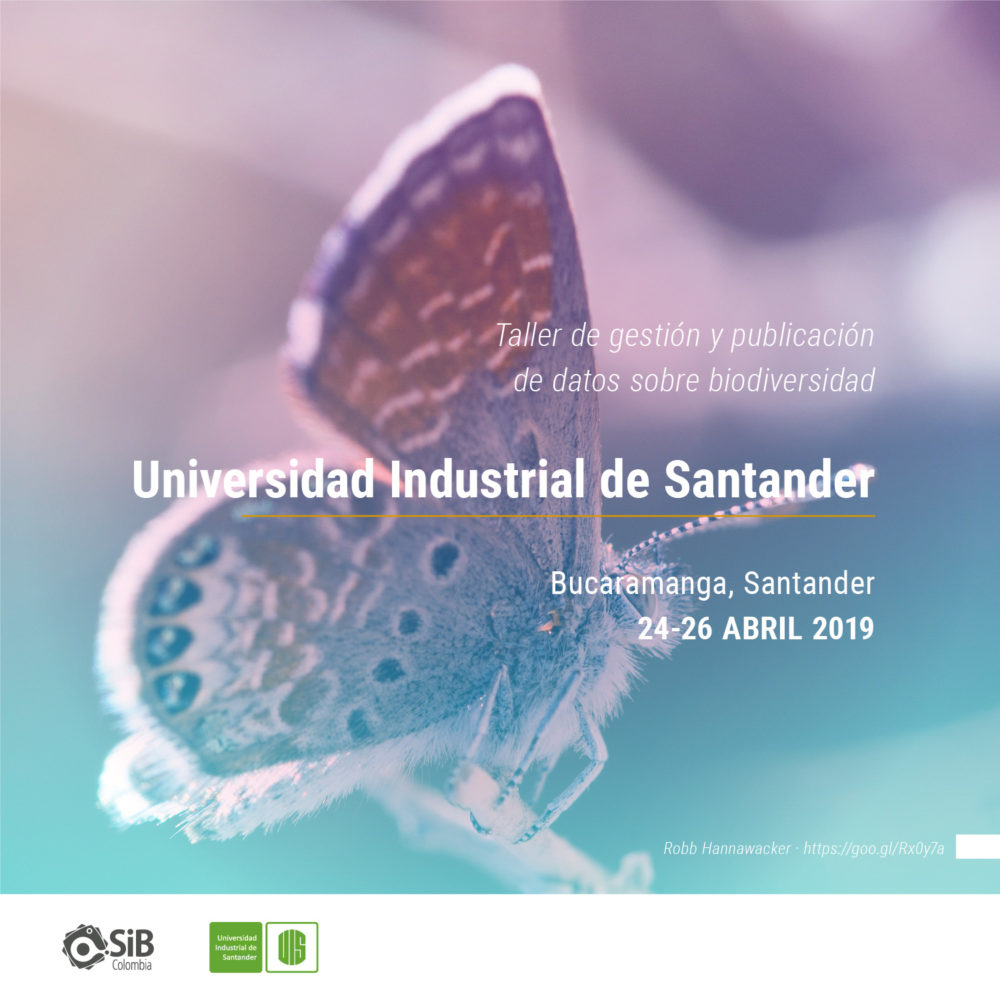 Taller de gestión y publicación
de datos sobre biodiversidad
Universidad Industrial de Santander
Bucaramanga, Santander
24-26 ABRIL 2019
Robb Hannawacker · https://goo.gl/Rx0y7a
SiB
Colombia
Universidad
Industrial de
Santander
UIS